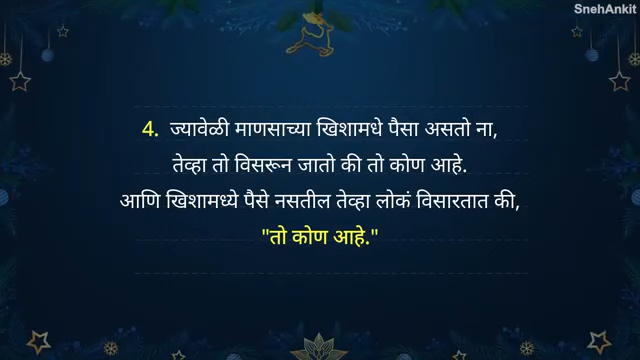 SnehAnkit
4. ज्यावेळी माणसाच्या खिशामधे पैसा असतो ना,
तेव्हा तो विसरून जातो की तो कोण आहे.
आणि खिशामध्ये पैसे नसतील तेव्हा लोकं विसारतात की,
"तो कोण आहे."